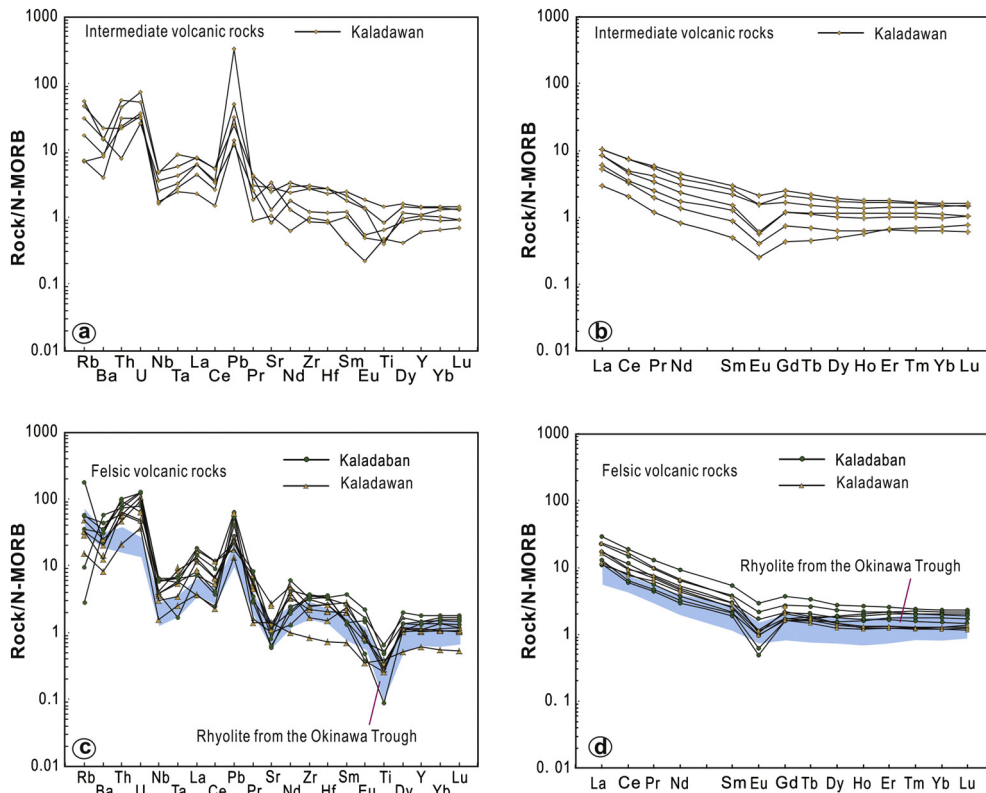 Intermediate volcanic rocks
Kaladawan
Rock/N-MORB
1000
100
10
1
0.1
0.01
a
Rb Th Nb La Pb Sr Zr Sm Ti Y Lu
Ba U Ta Ce Pr Nd Hf Eu Dy Yb
Intermediate volcanic rocks
Kaladawan
Rock/N-MORB
1000
100
10
1
0.1
0.01
b
La Ce Pr Nd Sm Eu Gd Tb Dy Ho Er Tm Yb Lu
Felsic volcanic rocks
Kaladaban
Kaladawan
Rock/N-MORB
1000
100
10
1
0.1
0.01
Rhyolite from the Okinawa Trough
c
Rb Th Nb La Pb Sr Zr Sm Ti Y Lu
Ba U Ta Ce Pr Nd Hf Eu Dy Yb
Felsic volcanic rocks
Kaladaban
Kaladawan
Rock/N-MORB
1000
100
10
1
0.1
0.01
Rhyolite from the Okinawa Trough
d
La Ce Pr Nd Sm Eu Gd Tb Dy Ho Er Tm Yb Lu